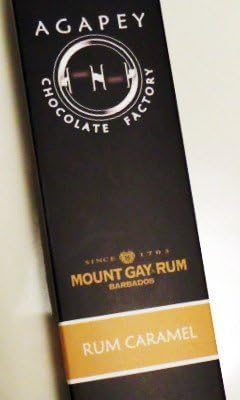 AGAPEY
CHOCOLATE FACTORY
SINCE 1703
MOUNT GAY RUM
BARBADOS
RUM CARAMEL